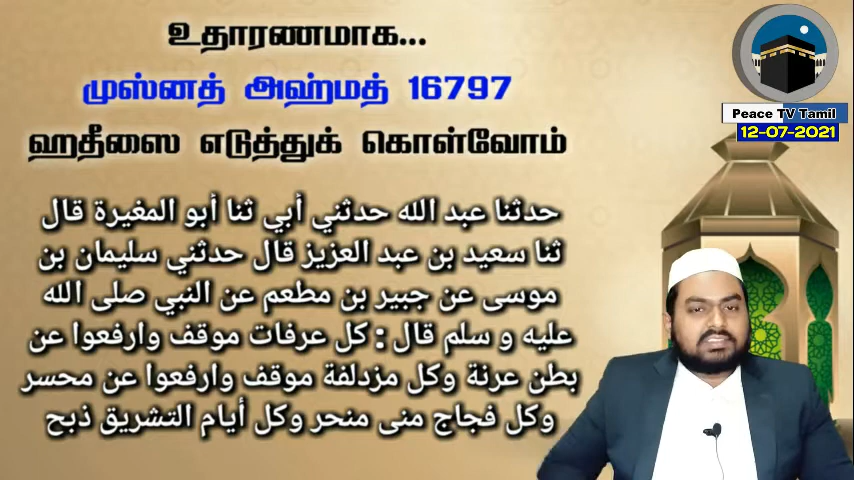 உதாரணமாக...
முஸ்னத் அஹ்மத் 16797
ஹதீஸை எடுத்துக் கொள்வோம்
حدثنا عبد الله حدثني أبي ثنا أبو المغيرة قال
ثنا سعيد بن عبد العزيز قال حدثني سليمان بن
موسى عن جبير بن مطعم عن النبي صلى الله
عليه و سلم قال : كل عرفات موقف وارفعوا عن
بطن عرنة وكل مزدلفة موقف وارفعوا عن محسر
وكل فجاج منى منحر وكل أيام التشريق ذبح
Peace TV Tamil
12-07-2021